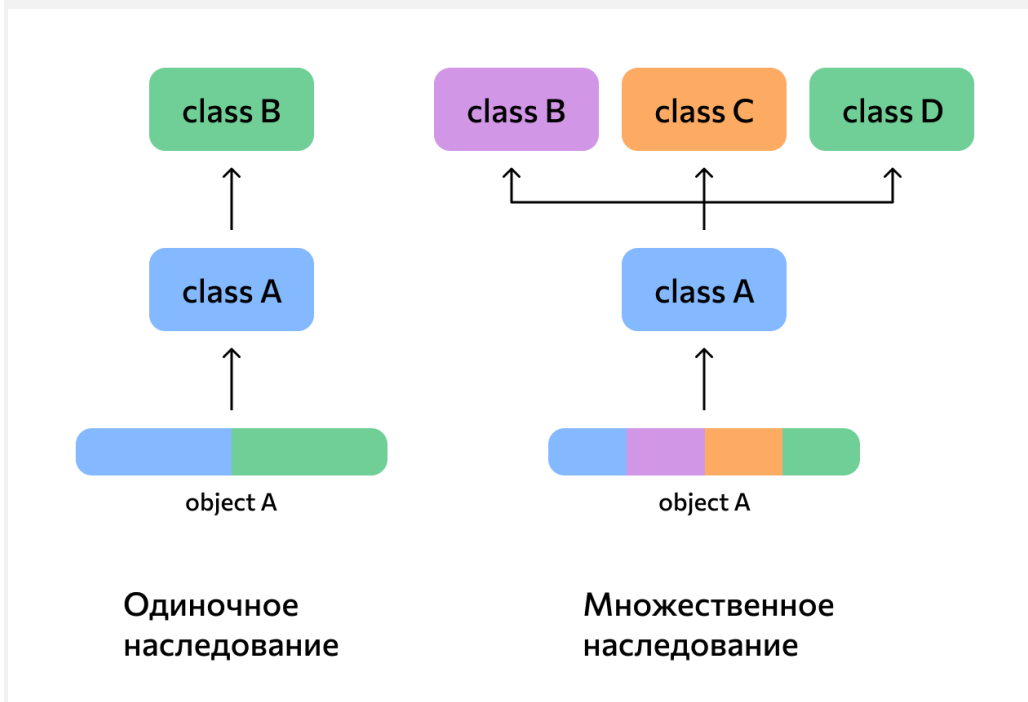 class B
class A
object A
Одиночное
наследование
class B
class C
class D
class A
object A
Множественное
наследование